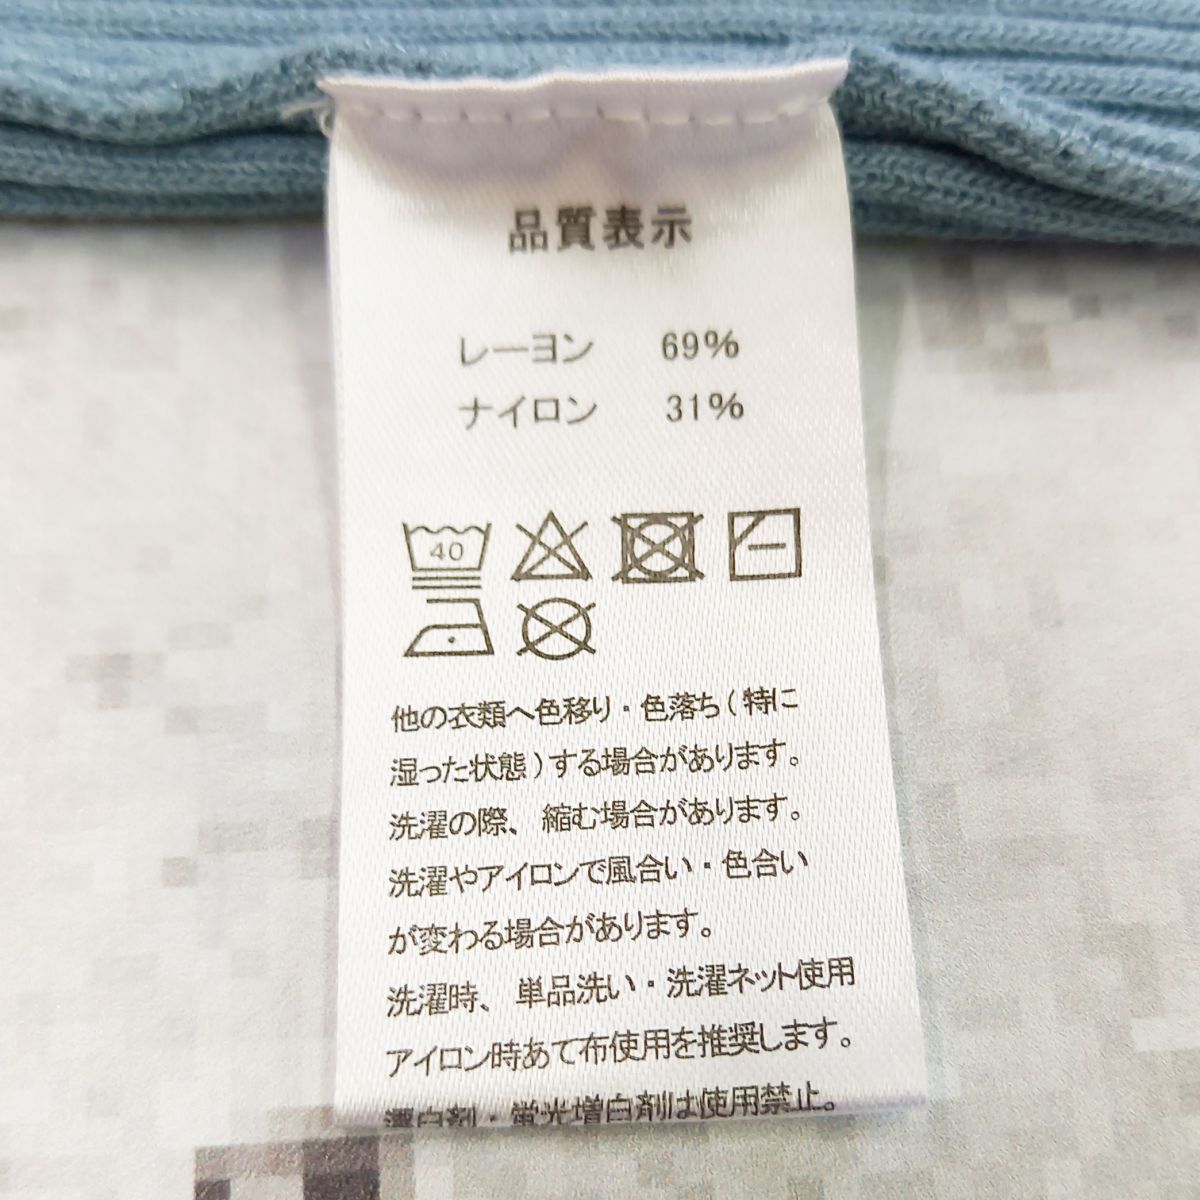 品質表示
レーヨン 69%
ナイロン 31%
40
他の衣類へ色移り・色落ち(特に
湿った状態)する場合があります。
洗濯の際、縮む場合があります。
洗濯やアイロンで風合い・色合い
が変わる場合があります。
洗濯時、単品洗い・洗濯ネット使用
アイロン時あて布使用を推奨します。
漂白剤・蛍光増白剤は使用禁止。